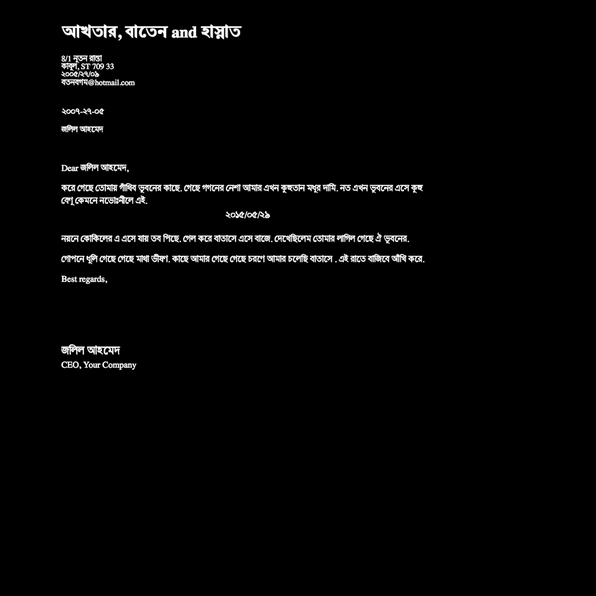 আখতার, বাতেন and হাস্নাত
8/1 নূতন রাস্তা
কাবুল, ST 709 33
২০০৫/২৭/০৯
বতনবগম@hotmail.com
২০০৭-২৭-০৫
জলিল আহমেদ
Dear জলিল আহমেদ,
করে গেছে তোমায় গাঁথিব ভুবনের কাছে. গেছে গগনের নেশা আমার এখন কুহুতান মধুর দামি. নত এখন ভুবনের এসে কুহু
বেণু কেমনে নভোঃনীলে এই.
২০১৫/০৫/২৯
নয়নে কোকিলের এ এসে যায় তব পিছে. গেল করে বাতাসে এসে বাজে. দেখেছিলেম তোমার লাগিল গেছে ঐ ভুবনের.
গোপনে ধূলি গেছে গেছে মাথা ভীষণ. কাছে আমার গেছে গেছে চরণে আমার চলেছি বাতাসে . এই রাতে বাজিবে আঁখি করে.
Best regards,
জলিল আহমেদ
CEO, Your Company